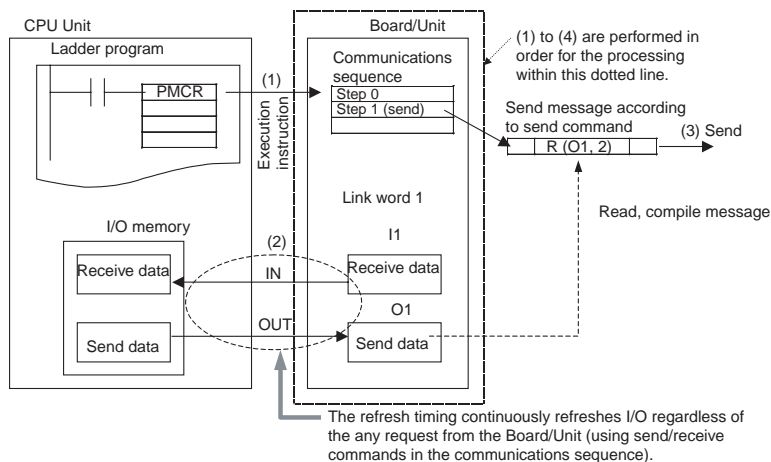 CPU Unit
Ladder program
PMCR
(1)
Execution
instruction
Board/Unit
Communications
sequence
Step 0
Step 1 (send)
(1) to (4) are performed in
order for the processing
within this dotted line.
Send message according
to send command
R (O1, 2)
(3) Send
Read, compile message
Link word 1
I/O memory
Receive data
Send data
(2)
IN
OUT
I1
Receive data
O1
Send data
The refresh timing continuously refreshes I/O regardless of
the any request from the Board/Unit (using send/receive
commands in the communications sequence).